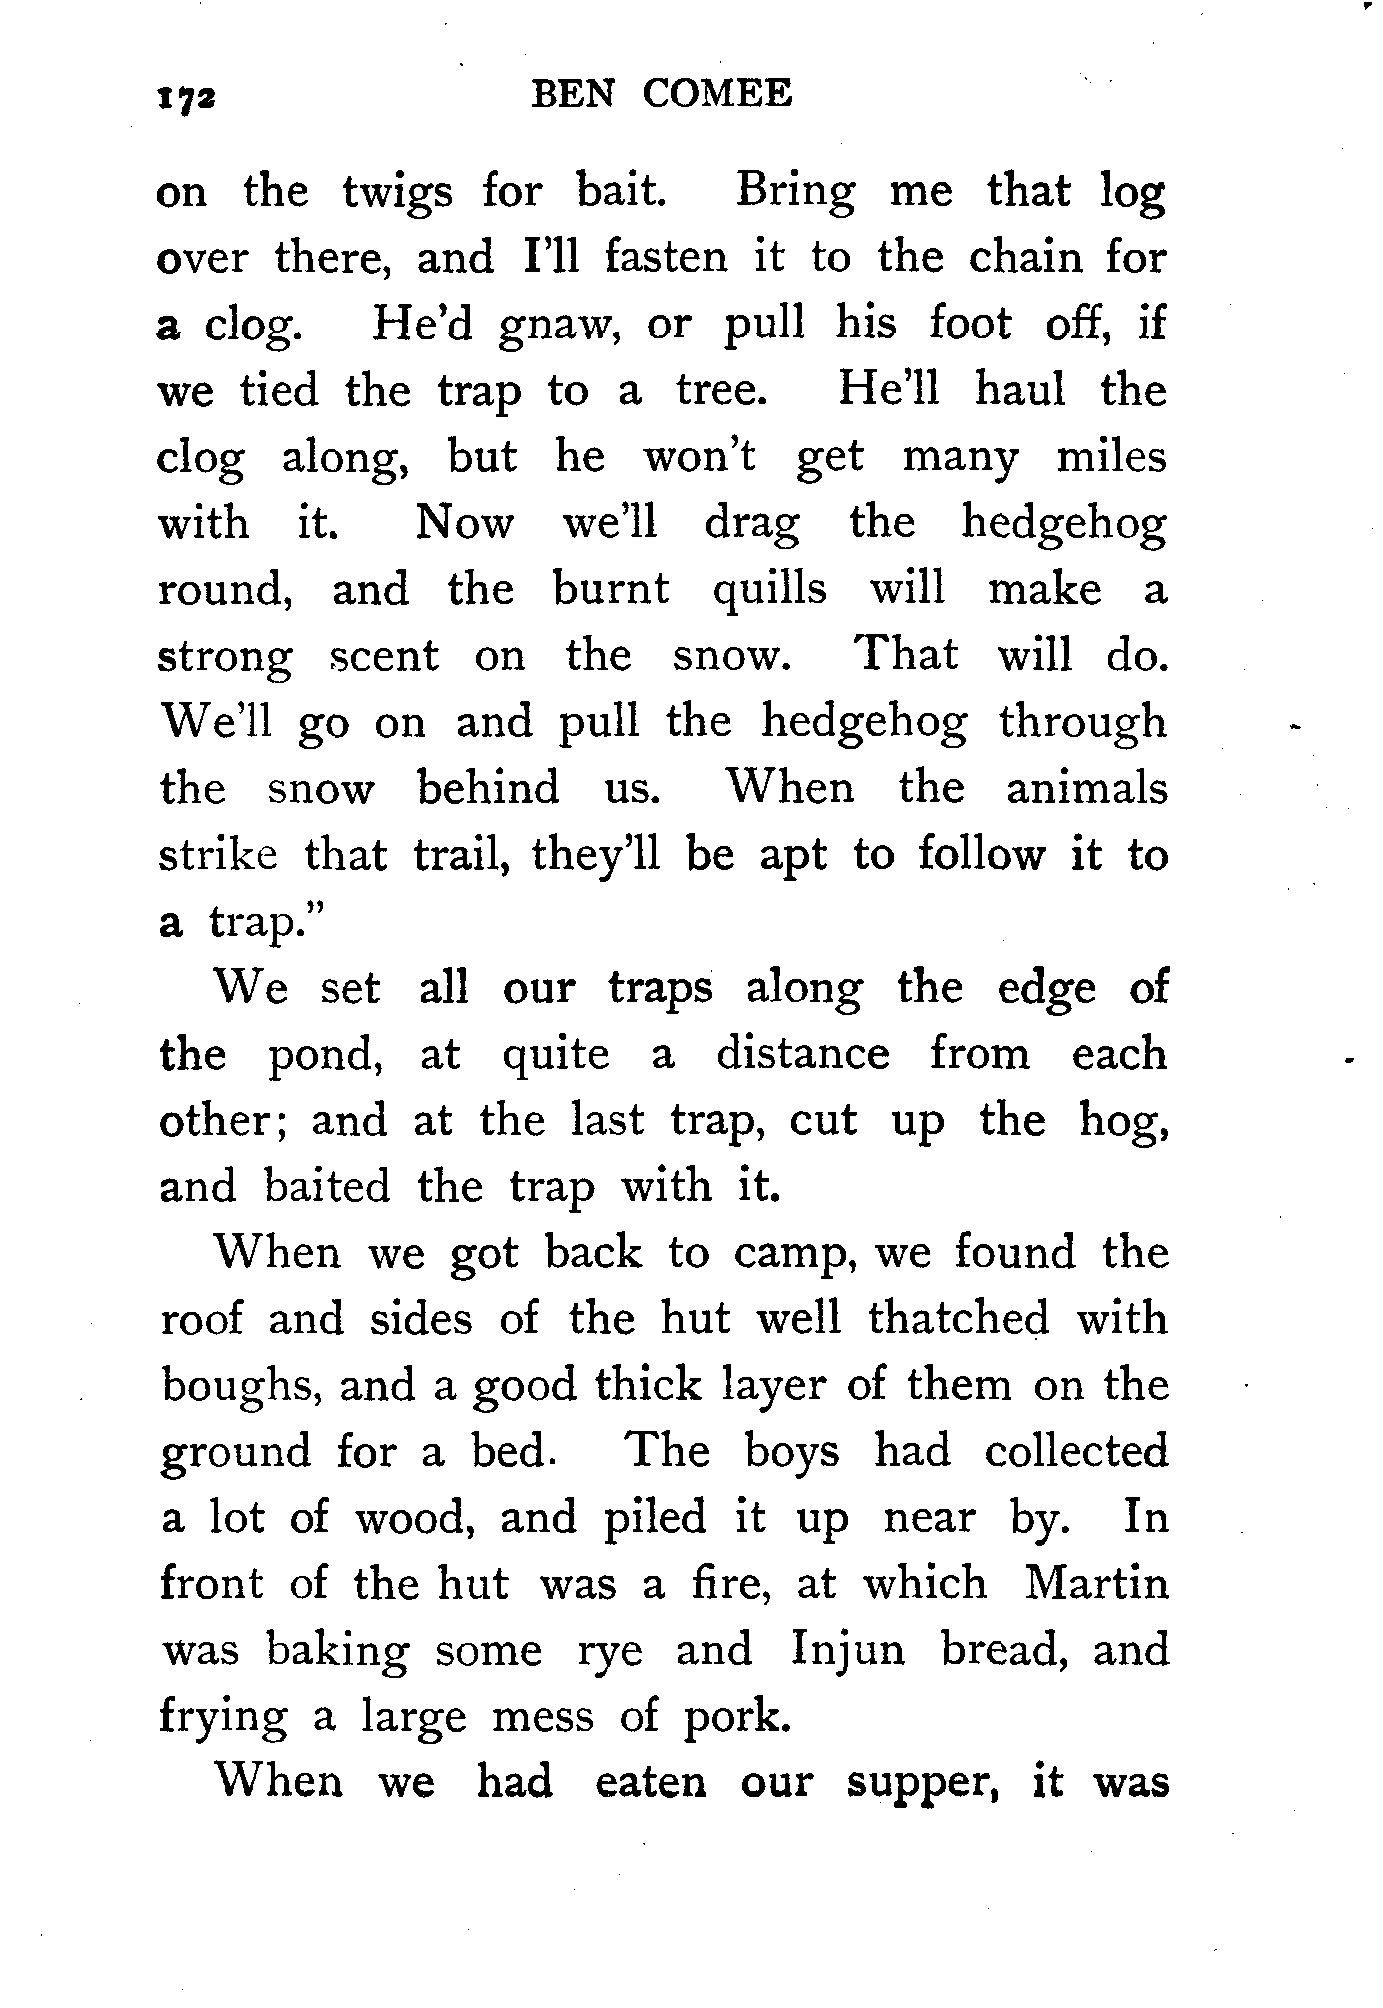 172 BEN COMEE
on the twigs for bait. Bring me that log
over there, and I'll fasten it to the chain for
a clog. He'd gnaw, or pull his foot off, if
we tied the trap to a tree. He'll haul the
clog along, but he won't get many miles
with it. Now we'll drag the hedgehog
round, and the burnt quills will make a
strong scent on the snow. That will do.
We'll go on and pull the hedgehog through
the snow behind us. When the animals
strike that trail, they'll be apt to follow it to
a trap."
We set all our traps along the edge of
the pond, at quite a distance from each
other; and at the last trap, cut up the hog,
and baited the trap with it.
When we got back to camp, we found the
roof and sides of the hut well thatched with
boughs, and a good thick layer of them on the
ground for a bed. The boys had collected
a lot of wood, and piled it up near by. In
front of the hut was a fire, at which Martin
was baking some rye and Injun bread, and
frying a large mess of pork.
When we had eaten our supper, it was